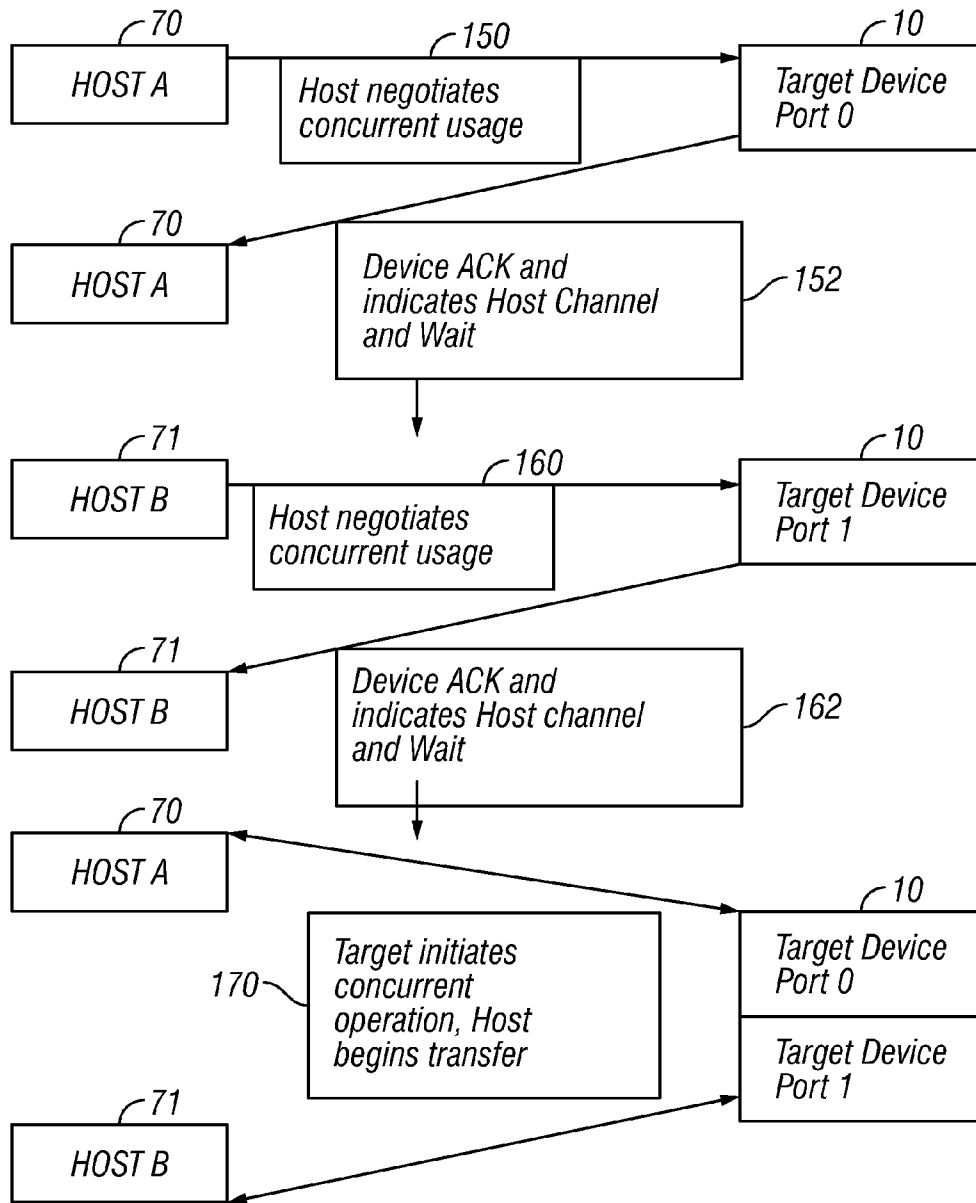 70
150
10
HOST A
Host negotiates
concurrent usage
Target Device
Port 0
70
HOST A
Device ACK and
indicates Host Channel
and Wait
152
71
160
10
HOST B
Host negotiates
concurrent usage
Target Device
Port 1
71
HOST B
Device ACK and
indicates Host channel
and Wait
162
70
HOST A
10
Target Device
Port 0
170
Target initiates
concurrent
operation, Host
begins transfer
Target Device
Port 1
71
HOST B